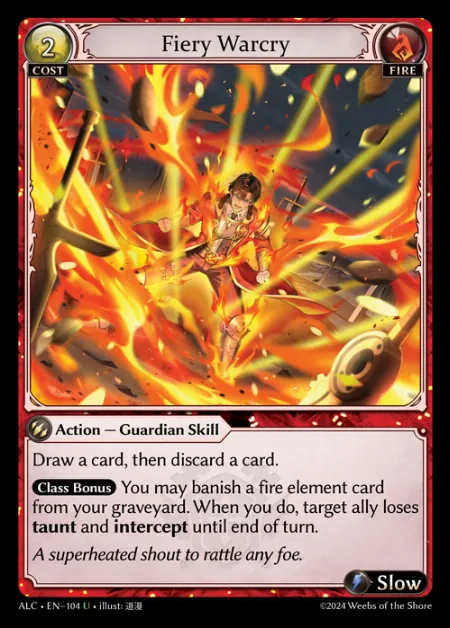 2
Fiery Warcry
COST
FIRE
Action — Guardian Skill
Draw a card, then discard a card.
Class Bonus You may banish a fire element card
from your graveyard. When you do, target ally loses
taunt and intercept until end of turn.
A superheated shout to rattle any foe.
Slow
ALC • EN-104 U • illust: 道漫
©2024 Weebs of the Shore